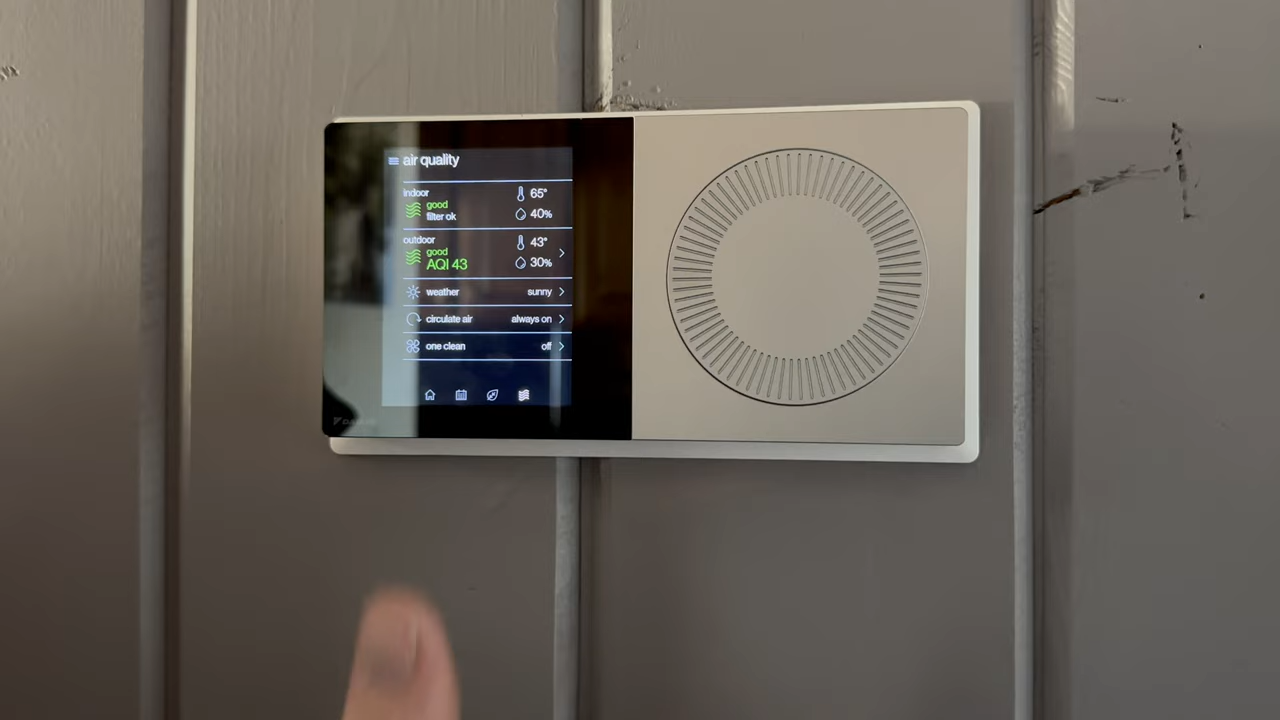 air quality
indoor
65°
good
filter ok
40%
outdoor
43°
good
AQI 43
30%
weather sunny
circulate air always on
one clean off